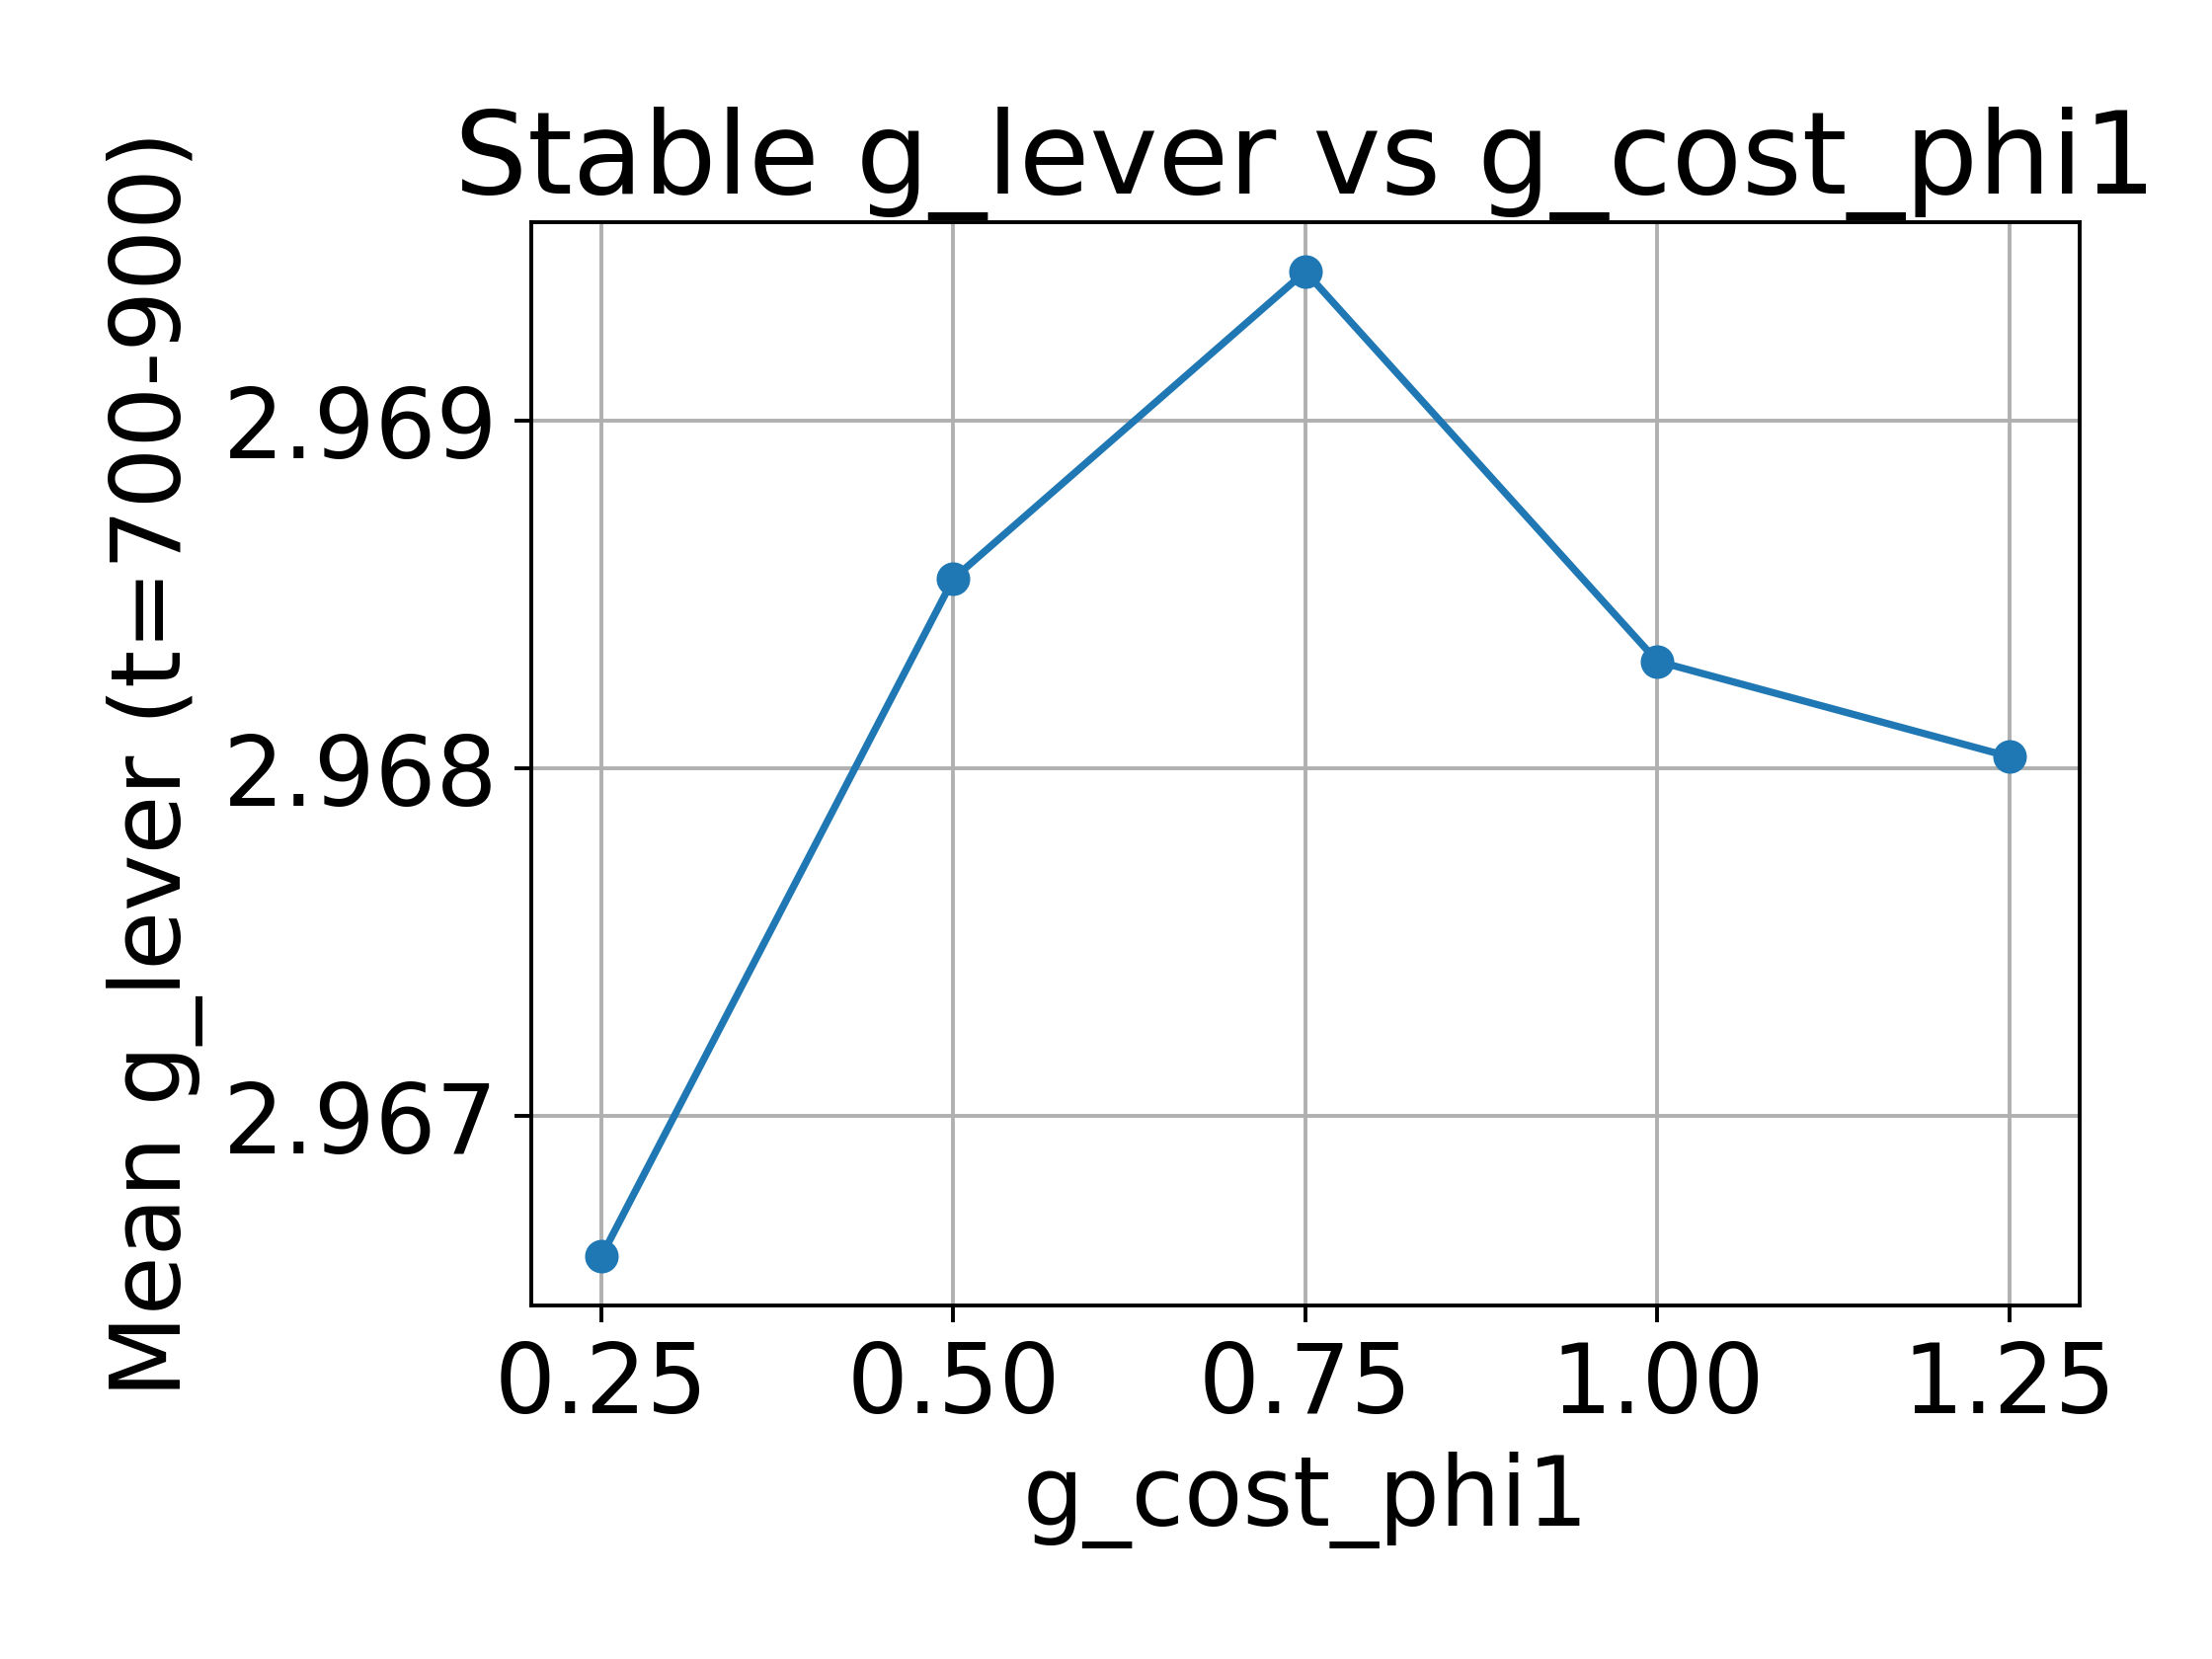 Stable g_lever vs g_cost_phi1
Mean g_lever (t=700-900)
2.969
2.968
2.967
0.25 0.50 0.75 1.00 1.25
g_cost_phi1